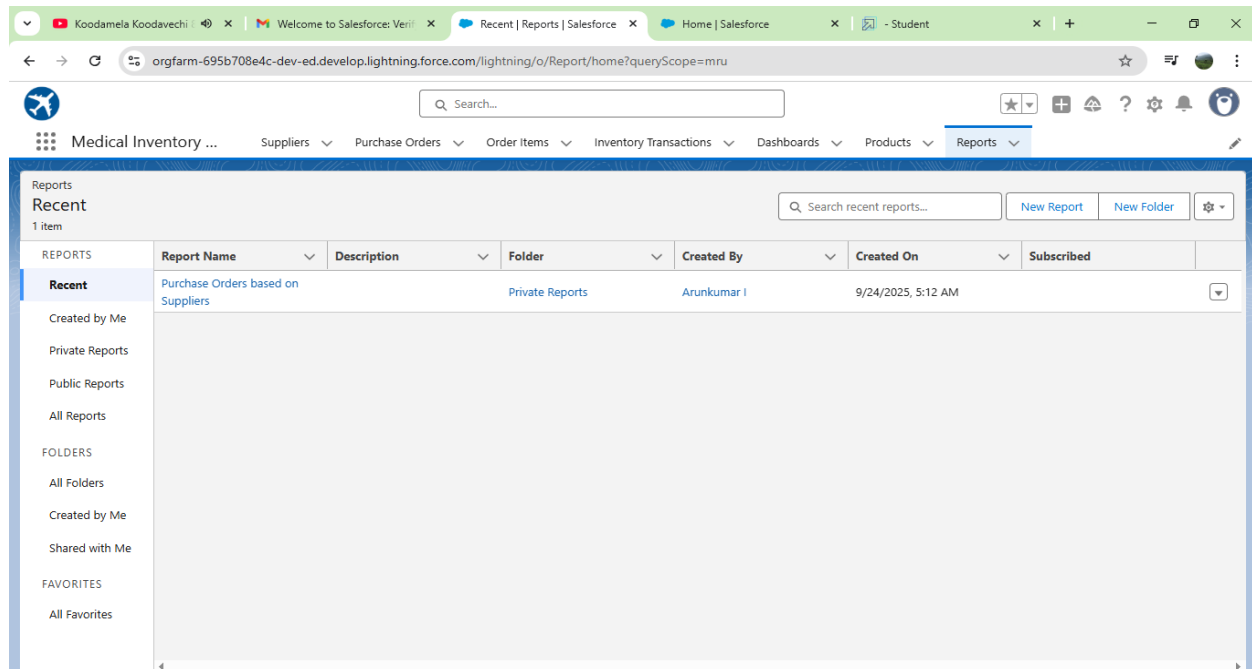 Koodamela Koodavechi
Welcome to Salesforce: Verif
Recent | Reports | Salesforce
Home | Salesforce
- Student
orgfarm-695b708e4c-dev-ed.develop.lightning.force.com/lightning/o/Report/home?queryScope=mru
Search...
Medical Inventory ...
Suppliers
Purchase Orders
Order Items
Inventory Transactions
Dashboards
Products
Reports
Reports
Recent
1 item
Search recent reports...
New Report
New Folder
REPORTS
Recent
Created by Me
Private Reports
Public Reports
All Reports
FOLDERS
All Folders
Created by Me
Shared with Me
FAVORITES
All Favorites
Report Name
Description
Folder
Created By
Created On
Subscribed
Purchase Orders based on
Suppliers
Private Reports
Arunkumar I
9/24/2025, 5:12 AM